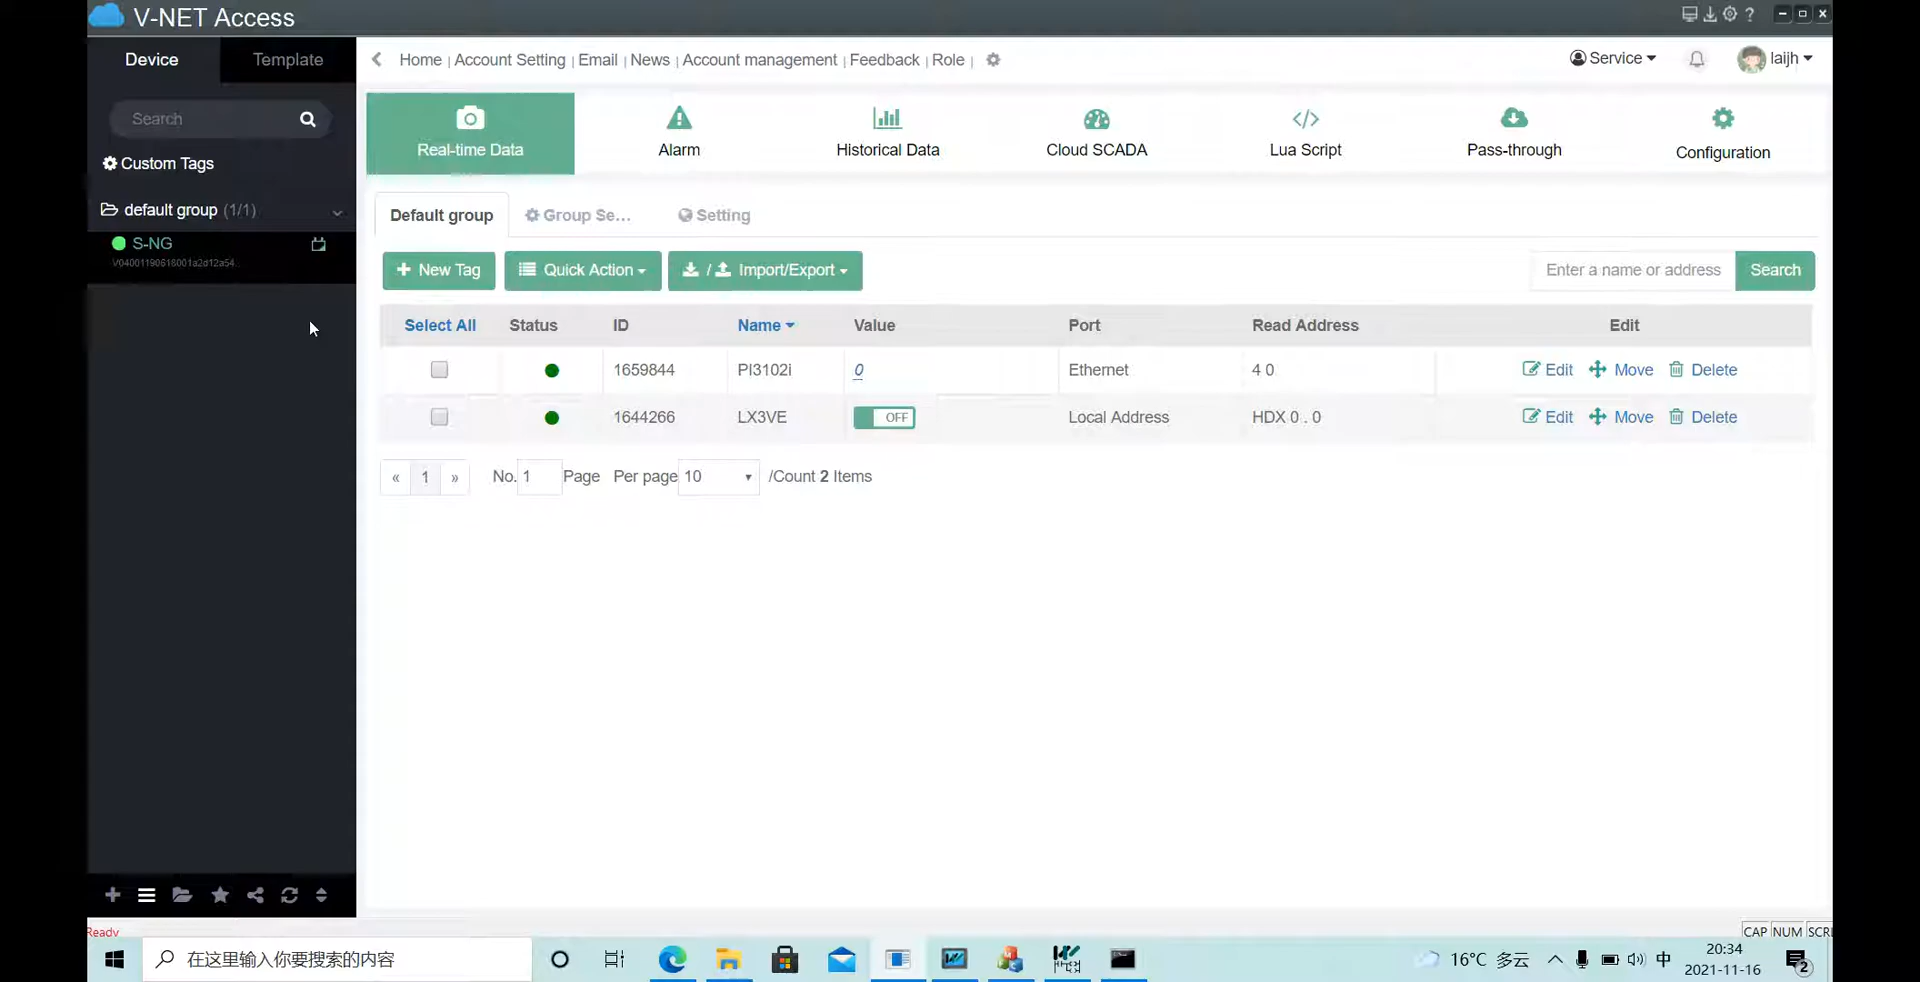 V-NET Access
Device
Template
Home | Account Setting | Email | News | Account management | Feedback | Role |
Service
laijh
Search
Custom Tags
default group (1/1)
S-NG
V04001190618001a2d12a54
Real-time Data
Alarm
Historical Data
Cloud SCADA
Lua Script
Pass-through
Configuration
Default group
Group Se...
Setting
+ New Tag
Quick Action
/ Import/Export
Enter a name or address
Search
Select All Status ID Name Value Port Read Address Edit
1659844 PI3102i 0 Ethernet 4 0 Edit Move Delete
1644266 LX3VE OFF Local Address HDX 0 . 0 Edit Move Delete
« 1 » No. 1 Page Per page 10 /Count 2 Items
Ready
CAP NUM SCRL
在这里输入你要搜索的内容
16°C 多云
中
20:34
2021-11-16
2